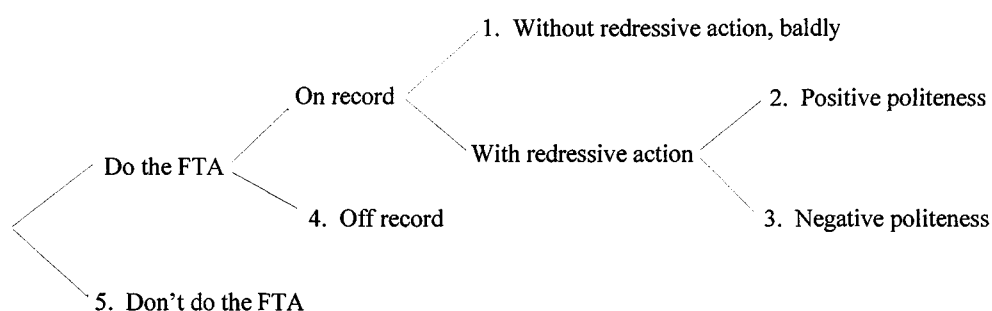 1. Without redressive action, baldly
On record
2. Positive politeness
With redressive action
Do the FTA
4. Off record
3. Negative politeness
5. Don't do the FTA